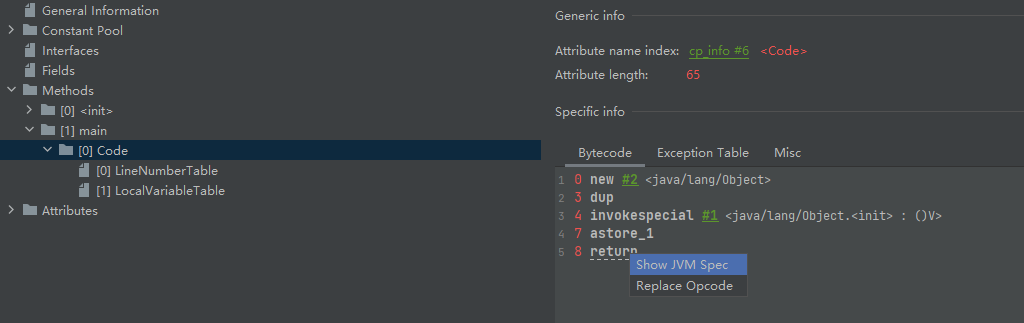 General Information
Constant Pool
Interfaces
Fields
Methods
[0] <init>
[1] main
[0] Code
[0] LineNumberTable
[1] LocalVariableTable
Attributes
Generic info
Attribute name index: cp_info #6 <Code>
Attribute length: 65
Specific info
Bytecode Exception Table Misc
1 0 new #2 <java/lang/Object>
2 3 dup
3 4 invokespecial #1 <java/lang/Object.<init> : ()V>
4 7 astore_1
5 8 return
Show JVM Spec
Replace Opcode